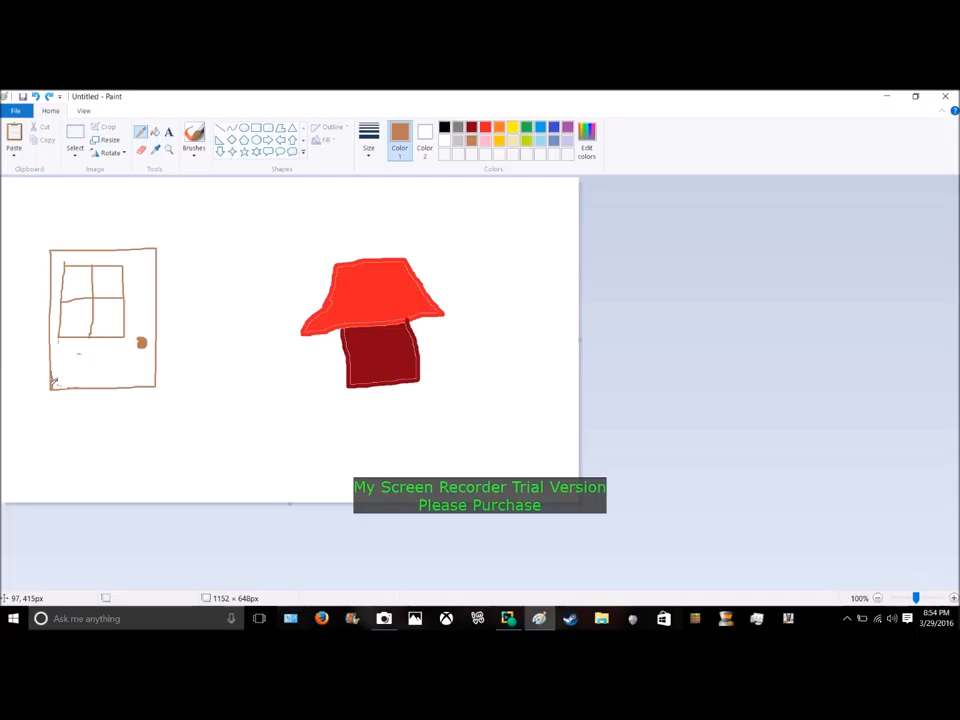 Untitled - Paint
File Home View
Paste
Cut
Copy
Clipboard
Select
Crop
Resize
Rotate
Image
A
Tools
Brushes
Outline
Fill
Shapes
Size
Color 1
Color 2
Edit colors
Colors
My Screen Recorder Trial Version
Please Purchase
97, 415px
1152 × 648px
100%
Ask me anything
8:54 PM
3/29/2016